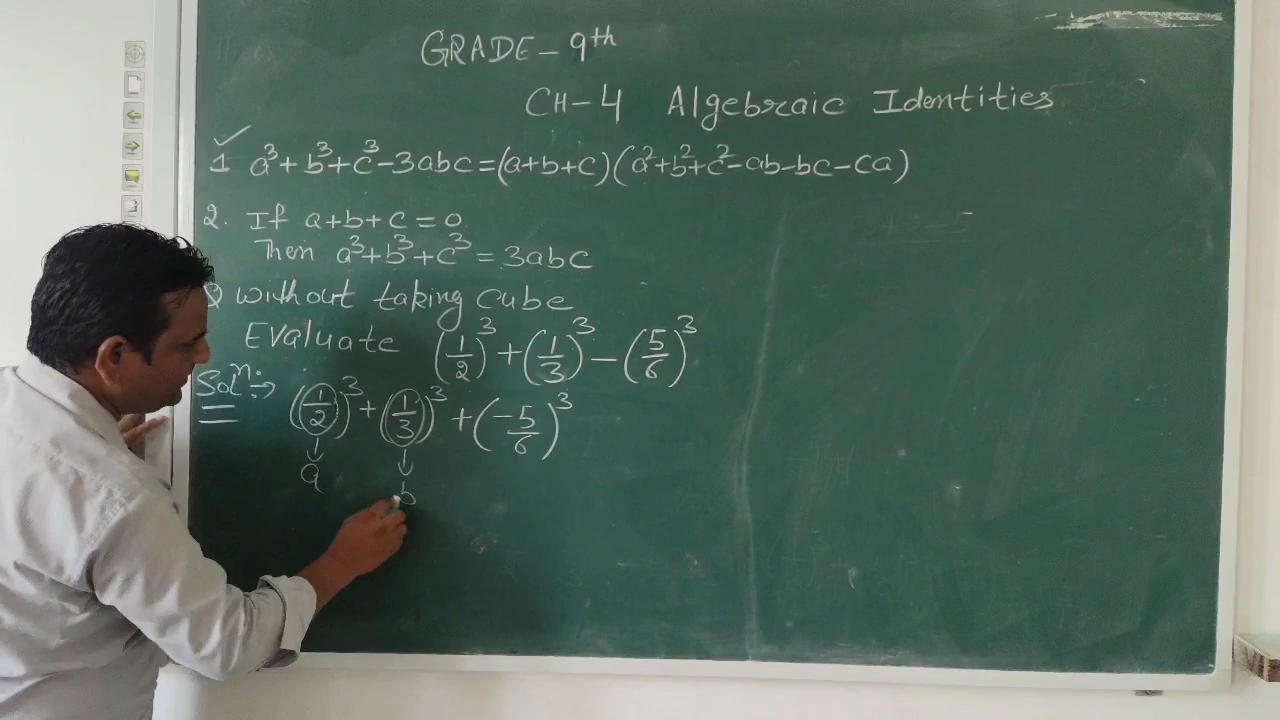 GRADE - 9th
CH-4 Algebraic Identities
1 a³+b³+c³-3abc=(a+b+c)(a²+b²+c²-ab-bc-ca)
2. If a+b+c=0
Then a³+b³+c³=3abc
Q without taking cube
Evaluate (1/2)³+(1/3)³-(5/6)³
Solⁿ:→ (1/2)³+(1/3)³+(-5/6)³
a b